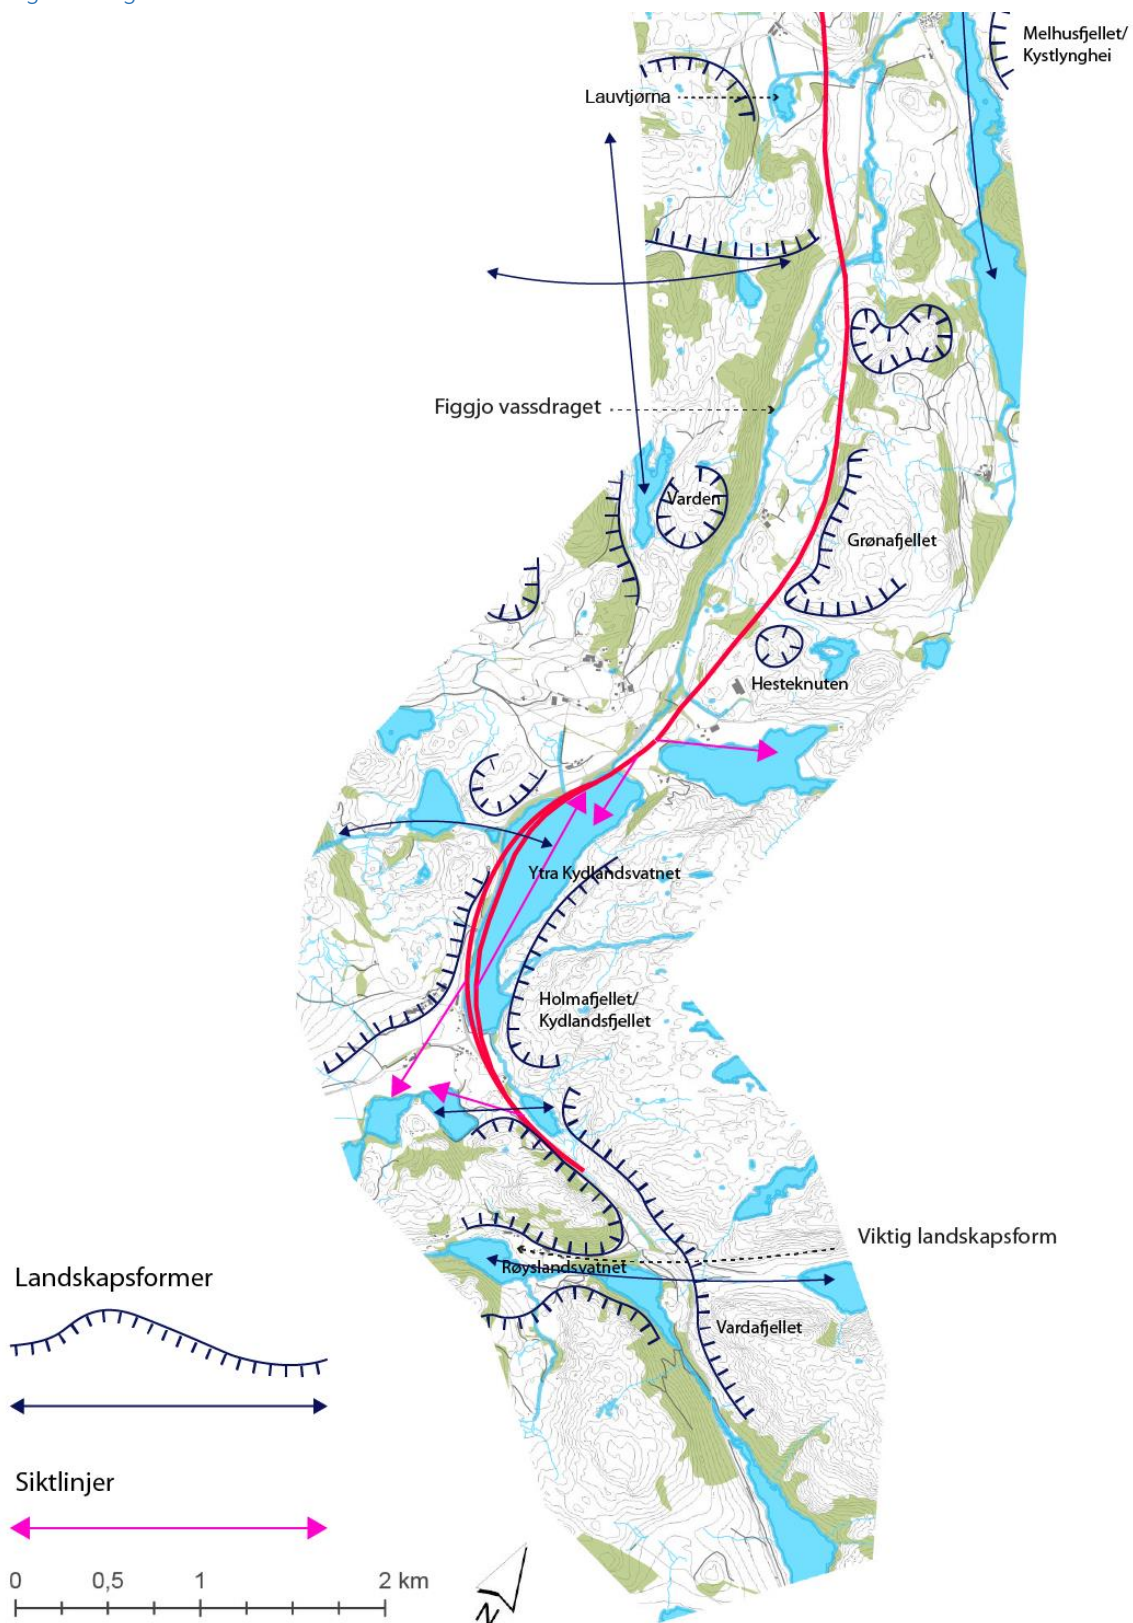 Melhusfjellet/
Kystlynghei
Lauvtjørna
Figgjo vassdraget
Varden
Grønafjellet
Hesteknuten
Ytra Kydlandsvatnet
Holmafjellet/
Kydlandsfjellet
Viktig landskapsform
Røyslandsvatnet
Vardafjellet
Landskapsformer
Siktlinjer
0 0,5 1 2 km
N